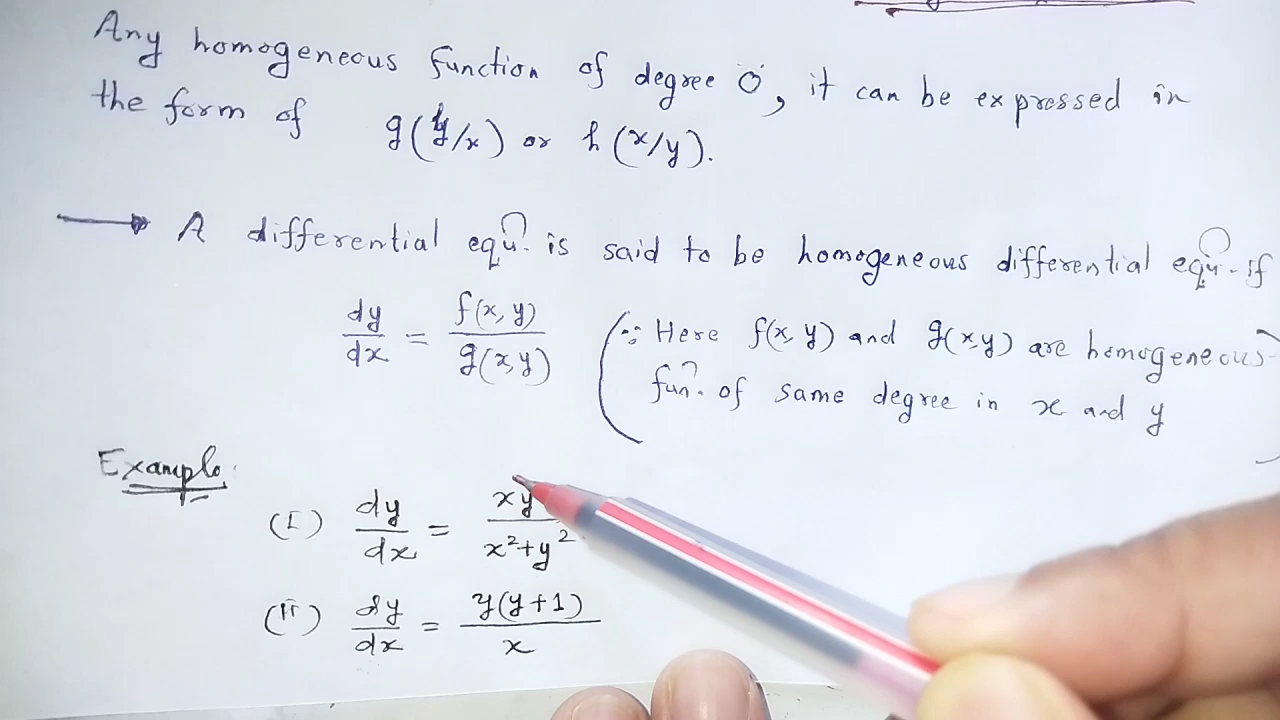 Any homogeneous function of degree 0, it can be expressed in
the form of g(y/x) or h(x/y).
→ A differential equn. is said to be homogeneous differential equn. if
dy/dx = f(x, y)/g(x, y) (∵ Here f(x, y) and g(x,y) are homogeneous
fun. of same degree in x and y
Example:
(I) dy/dx = xy/x²+y²
(II) dy/dx = y(y+1)/x